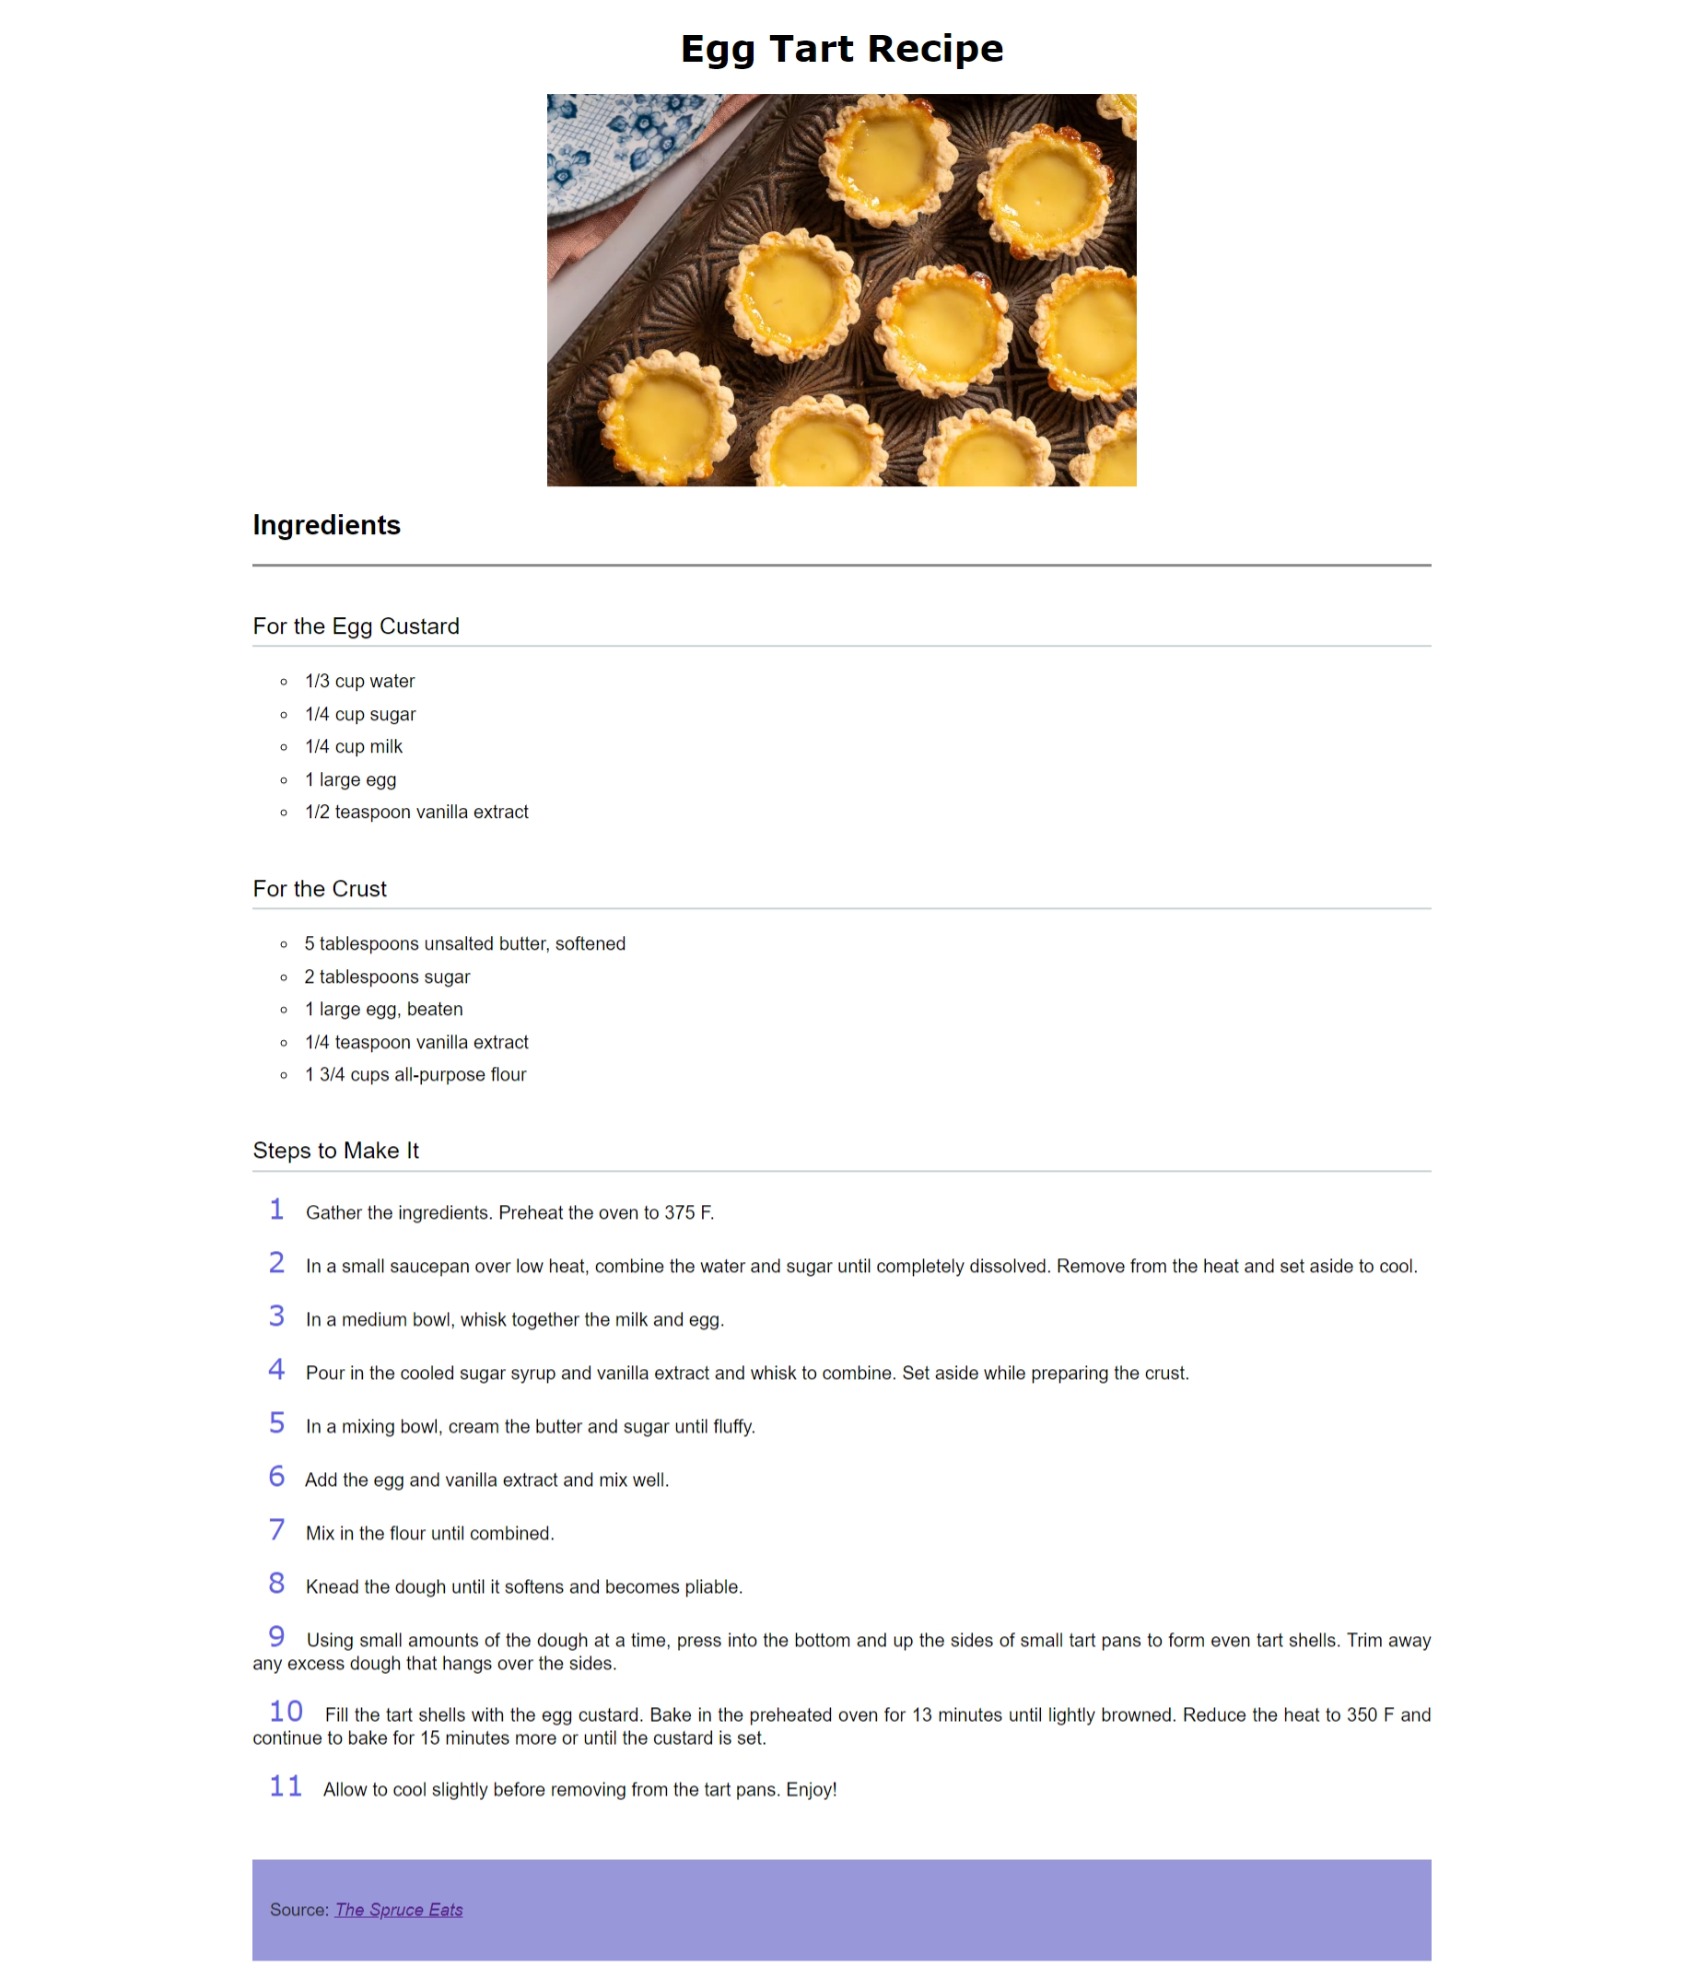 Egg Tart Recipe
Ingredients
For the Egg Custard
1/3 cup water
1/4 cup sugar
1/4 cup milk
1 large egg
1/2 teaspoon vanilla extract
For the Crust
5 tablespoons unsalted butter, softened
2 tablespoons sugar
1 large egg, beaten
1/4 teaspoon vanilla extract
1 3/4 cups all-purpose flour
Steps to Make It
1 Gather the ingredients. Preheat the oven to 375 F.
2 In a small saucepan over low heat, combine the water and sugar until completely dissolved. Remove from the heat and set aside to cool.
3 In a medium bowl, whisk together the milk and egg.
4 Pour in the cooled sugar syrup and vanilla extract and whisk to combine. Set aside while preparing the crust.
5 In a mixing bowl, cream the butter and sugar until fluffy.
6 Add the egg and vanilla extract and mix well.
7 Mix in the flour until combined.
8 Knead the dough until it softens and becomes pliable.
9 Using small amounts of the dough at a time, press into the bottom and up the sides of small tart pans to form even tart shells. Trim away
any excess dough that hangs over the sides.
10 Fill the tart shells with the egg custard. Bake in the preheated oven for 13 minutes until lightly browned. Reduce the heat to 350 F and
continue to bake for 15 minutes more or until the custard is set.
11 Allow to cool slightly before removing from the tart pans. Enjoy!
Source: The Spruce Eats